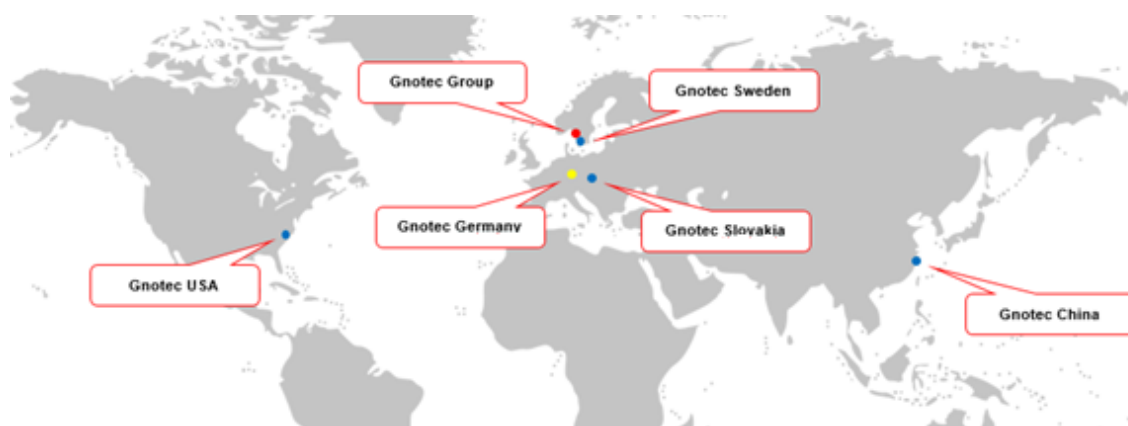 Gnotec Group
Gnotec Sweden
Gnotec Germany
Gnotec Slovakia
Gnotec USA
Gnotec China